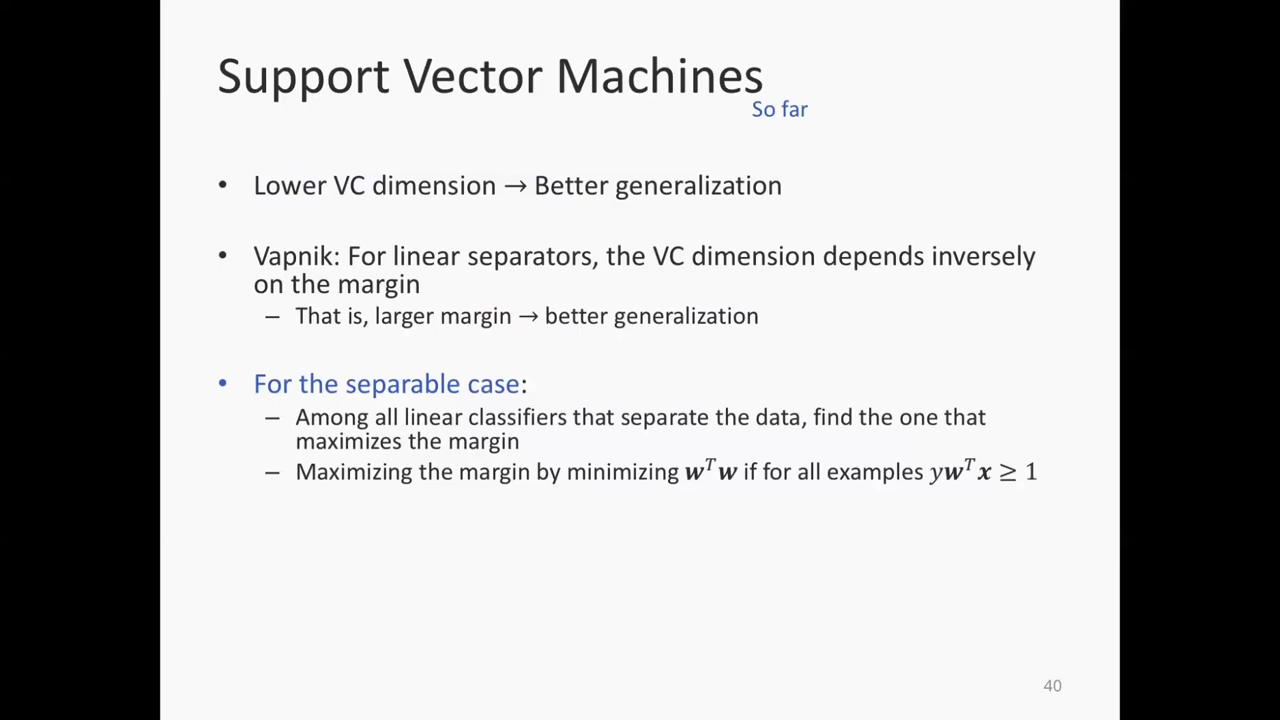 Support Vector Machines
So far
• Lower VC dimension → Better generalization
• Vapnik: For linear separators, the VC dimension depends inversely
on the margin
– That is, larger margin → better generalization
• For the separable case:
– Among all linear classifiers that separate the data, find the one that
maximizes the margin
– Maximizing the margin by minimizing 𝒘ᵀ𝒘 if for all examples 𝑦𝒘ᵀ𝒙 ≥ 1
40